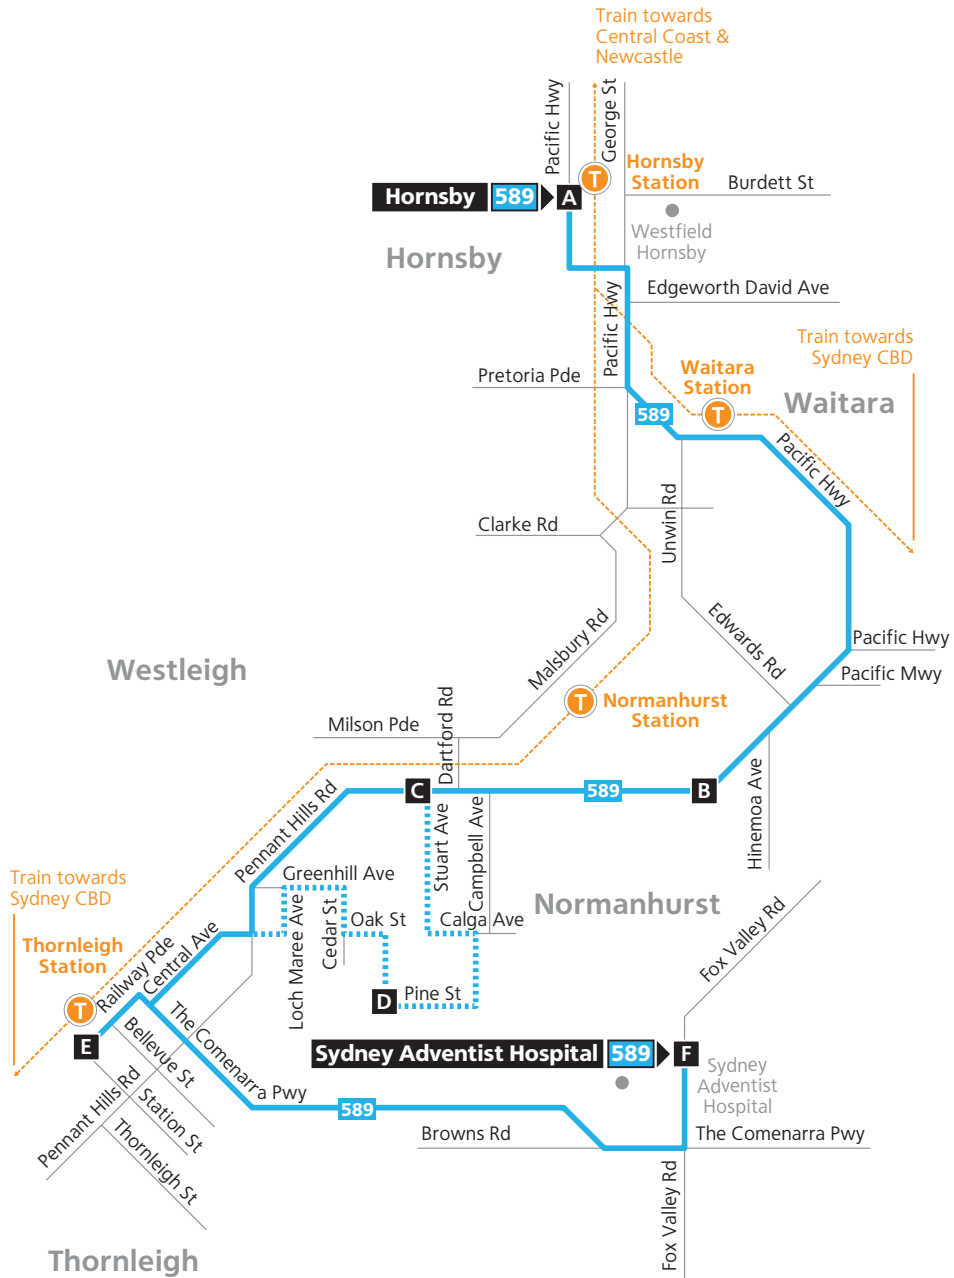 Train towards
Central Coast &
Newcastle
Pacific Hwy
George St
Hornsby
Station
Burdett St
Hornsby 589 A
T
Westfield
Hornsby
Hornsby
Edgeworth David Ave
Pacific Hwy
Train towards
Sydney CBD
Waitara
Station
Pretoria Pde
Waitara
589
T
Pacific Hwy
Unwin Rd
Clarke Rd
Edwards Rd
Malsbury Rd
Pacific Hwy
Westleigh
Pacific Mwy
Dartford Rd
T
Normanhurst
Station
Milson Pde
C
589
B
Hinemoa Ave
Pennant Hills Rd
Stuart Ave
Campbell Ave
Greenhill Ave
Train towards
Sydney CBD
Loch Maree Ave
Cedar St
Oak St
Calga Ave
Normanhurst
Fox Valley Rd
Thornleigh
Station
Railway Pde
Central Ave
D
Pine St
T
The Comenarra Pwy
Bellevue St
E
Sydney Adventist Hospital 589 F
Sydney
Adventist
Hospital
Pennant Hills Rd
Station St
589
Thornleigh St
Browns Rd
The Comenarra Pwy
Fox Valley Rd
Thornleigh